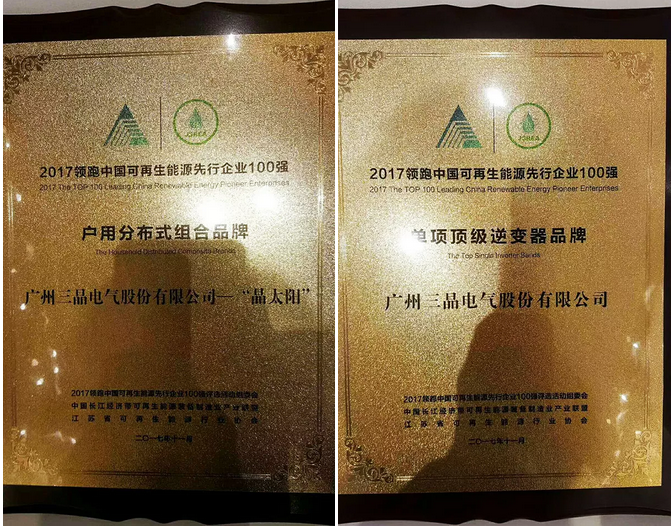 2017领跑中国可再生能源先行企业100强
2017 The TOP 100 Leading China Renewable Energy Pioneer Enterprises
户用分布式组合品牌
The Household Distributed Composite Brands
广州三晶电气股份有限公司—“晶太阳”
2017领跑中国可再生能源先行企业100强评选活动组委会
中国长江经济带可再生能源装备制造业产业联盟
江苏省可再生能源行业协会
二〇一七年十一月
2017领跑中国可再生能源先行企业100强
2017 The TOP 100 Leading China Renewable Energy Pioneer Enterprises
单项顶级逆变器品牌
The Top Single Inverter Bands
广州三晶电气股份有限公司
2017领跑中国可再生能源先行企业100强评选活动组委会
中国长江经济带可再生能源装备制造业产业联盟
江苏省可再生能源行业协会
二〇一七年十一月